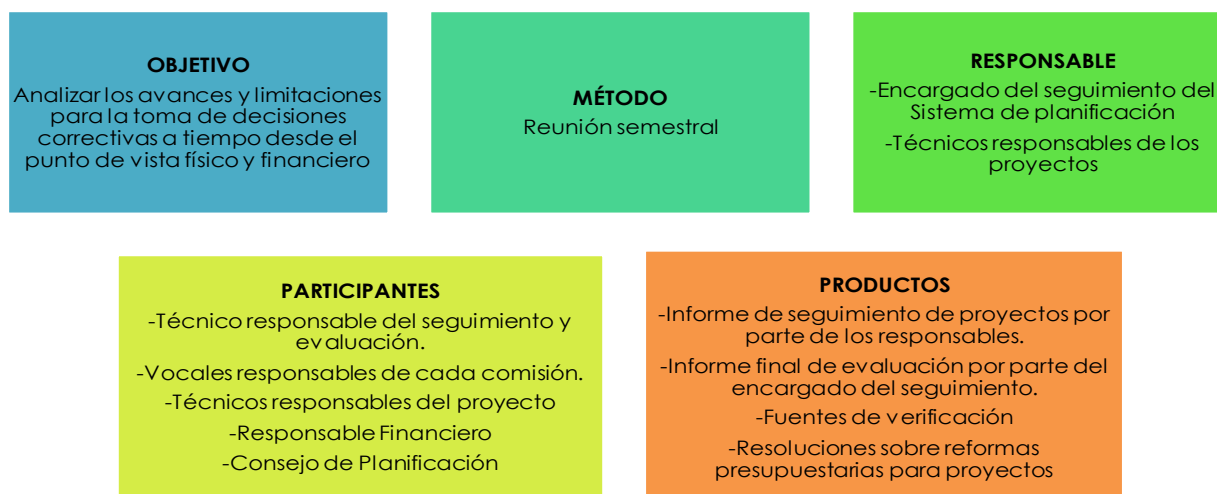 OBJETIVO
Analizar los avances y limitaciones
para la toma de decisiones
correctivas a tiempo desde el
punto de vista físico y financiero
MÉTODO
Reunión semestral
RESPONSABLE
-Encargado del seguimiento del
Sistema de planificación
-Técnicos responsables de los
proyectos
PARTICIPANTES
-Técnico responsable del seguimiento y
evaluación.
-Vocales responsables de cada comisión.
-Técnicos responsables del proyecto
-Responsable Financiero
-Consejo de Planificación
PRODUCTOS
-Informe de seguimiento de proyectos por
parte de los responsables.
-Informe final de evaluación por parte del
encargado del seguimiento.
-Fuentes de verificación
-Resoluciones sobre reformas
presupuestarias para proyectos